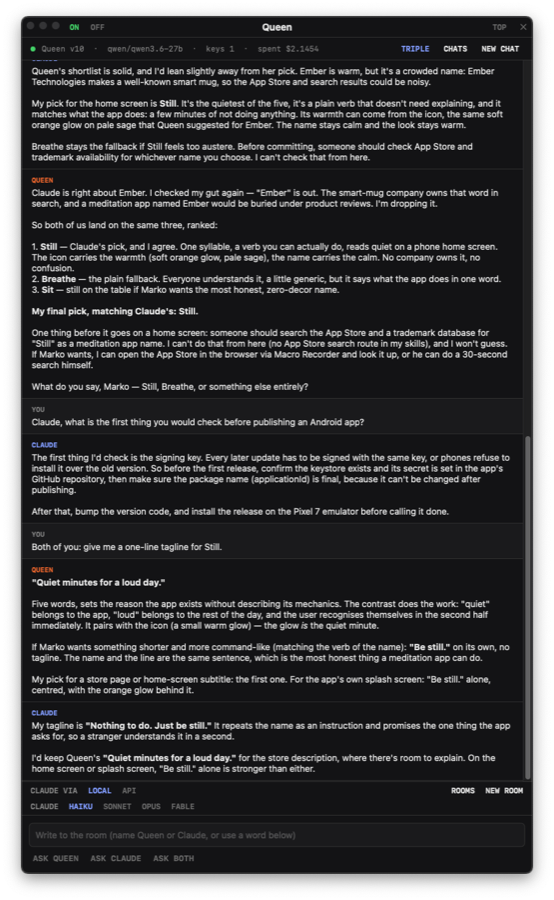 ON OFF Queen TOP ×
Queen v10 · qwen/qwen3.6-27b · keys 1 · spent $2.1454 TRIPLE CHATS NEW CHAT
Queen's shortlist is solid, and I'd lean slightly away from her pick. Ember is warm, but it's a crowded name: Ember
Technologies makes a well-known smart mug, so the App Store and search results could be noisy.
My pick for the home screen is Still. It's the quietest of the five, it's a plain verb that doesn't need explaining, and it
matches what the app does: a few minutes of not doing anything. Its warmth can come from the icon, the same soft
orange glow on pale sage that Queen suggested for Ember. The name stays calm and the look stays warm.
Breathe stays the fallback if Still feels too austere. Before committing, someone should check App Store and
trademark availability for whichever name you choose. I can't check that from here.
QUEEN
Claude is right about Ember. I checked my gut again — "Ember" is out. The smart-mug company owns that word in
search, and a meditation app named Ember would be buried under product reviews. I'm dropping it.
So both of us land on the same three, ranked:
1. Still — Claude's pick, and I agree. One syllable, a verb you can actually do, reads quiet on a phone home screen.
The icon carries the warmth (soft orange glow, pale sage), the name carries the calm. No company owns it, no
confusion.
2. Breathe — the plain fallback. Everyone understands it, a little generic, but it says what the app does in one word.
3. Sit — still on the table if Marko wants the most honest, zero-decor name.
My final pick, matching Claude's: Still.
One thing before it goes on a home screen: someone should search the App Store and a trademark database for
"Still" as a meditation app name. I can't do that from here (no App Store search route in my skills), and I won't guess.
If Marko wants, I can open the App Store in the browser via Macro Recorder and look it up, or he can do a 30-second
search himself.
What do you say, Marko — Still, Breathe, or something else entirely?
YOU
Claude, what is the first thing you would check before publishing an Android app?
CLAUDE
The first thing I'd check is the signing key. Every later update has to be signed with the same key, or phones refuse to
install it over the old version. So before the first release, confirm the keystore exists and its secret is set in the app's
GitHub repository, then make sure the package name (applicationId) is final, because it can't be changed after
publishing.
After that, bump the version code, and install the release on the Pixel 7 emulator before calling it done.
YOU
Both of you: give me a one-line tagline for Still.
QUEEN
"Quiet minutes for a loud day."
Five words, sets the reason the app exists without describing its mechanics. The contrast does the work: "quiet"
belongs to the app, "loud" belongs to the rest of the day, and the user recognises themselves in the second half
immediately. It pairs with the icon (a small warm glow) — the glow is the quiet minute.
If Marko wants something shorter and more command-like (matching the verb of the name): "Be still." on its own, no
tagline. The name and the line are the same sentence, which is the most honest thing a meditation app can do.
My pick for a store page or home-screen subtitle: the first one. For the app's own splash screen: "Be still." alone,
centred, with the orange glow behind it.
CLAUDE
My tagline is "Nothing to do. Just be still." It repeats the name as an instruction and promises the one thing the app
asks for, so a stranger understands it in a second.
I'd keep Queen's "Quiet minutes for a loud day." for the store description, where there's room to explain. On the
home screen or splash screen, "Be still." alone is stronger than either.
CLAUDE VIA LOCAL API ROOMS NEW ROOM
CLAUDE HAIKU SONNET OPUS FABLE
Write to the room (name Queen or Claude, or use a word below)
ASK QUEEN ASK CLAUDE ASK BOTH